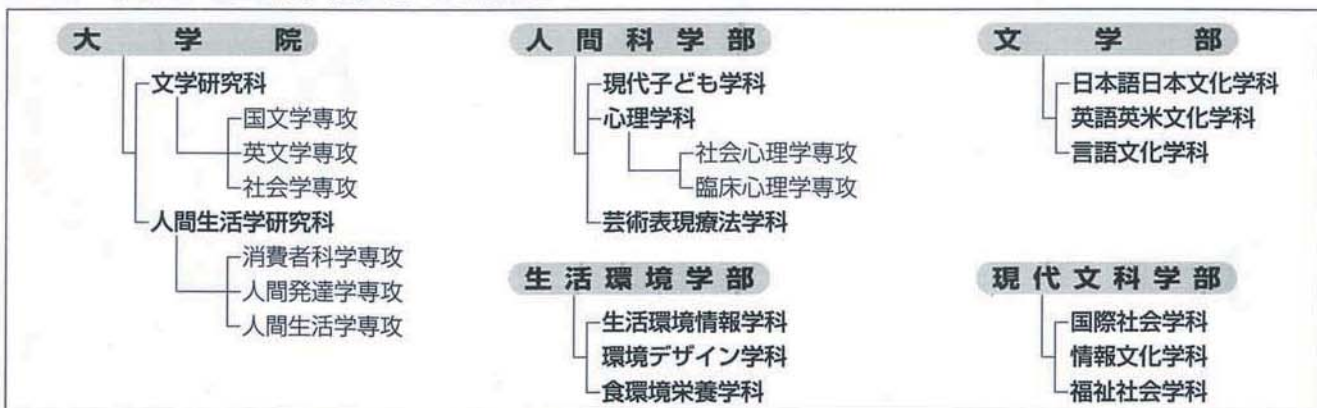 大学院
文学研究科
国文学専攻
英文学専攻
社会学専攻
人間生活学研究科
消費者科学専攻
人間発達学専攻
人間生活学専攻
人間科学部
現代子ども学科
心理学科
社会心理学専攻
臨床心理学専攻
芸術表現療法学科
生活環境学部
生活環境情報学科
環境デザイン学科
食環境栄養学科
文学部
日本語日本文化学科
英語英米文化学科
言語文化学科
現代文科学部
国際社会学科
情報文化学科
福祉社会学科